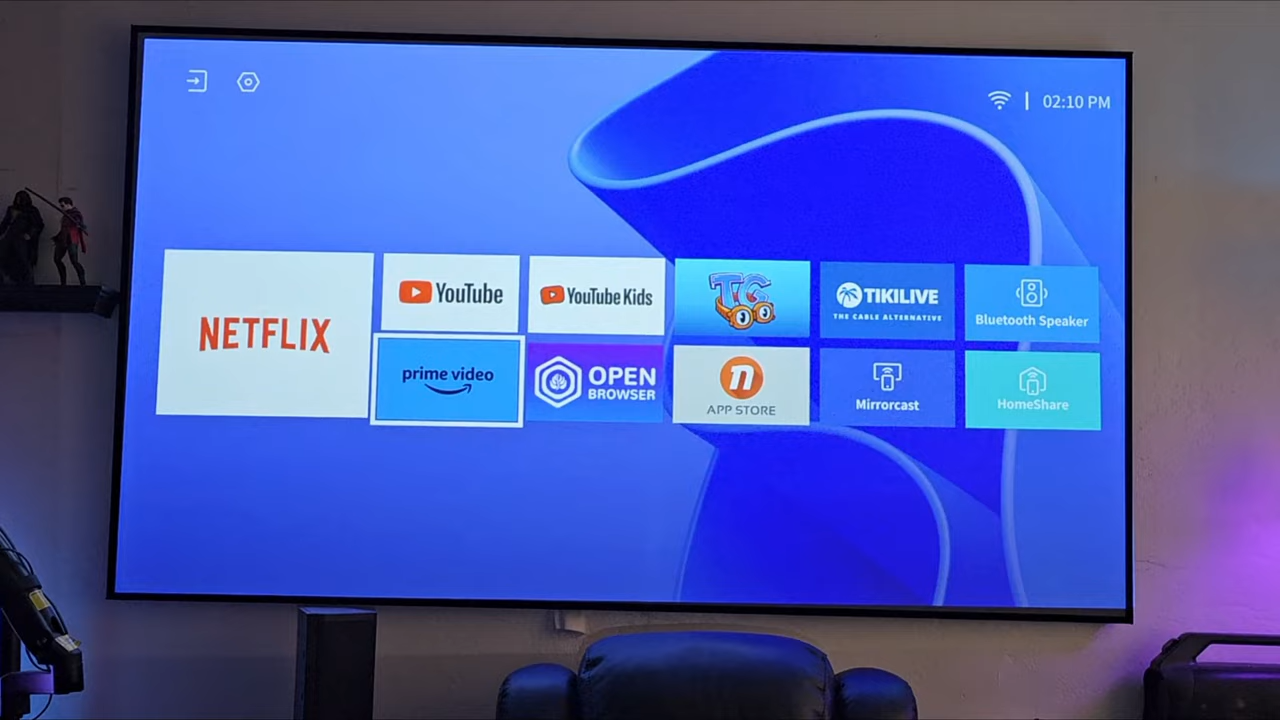 02:10 PM
NETFLIX
YouTube
YouTube Kids
TG
TIKILIVE
THE CABLE ALTERNATIVE
Bluetooth Speaker
prime video
OPEN
BROWSER
n
APP STORE
Mirrorcast
HomeShare